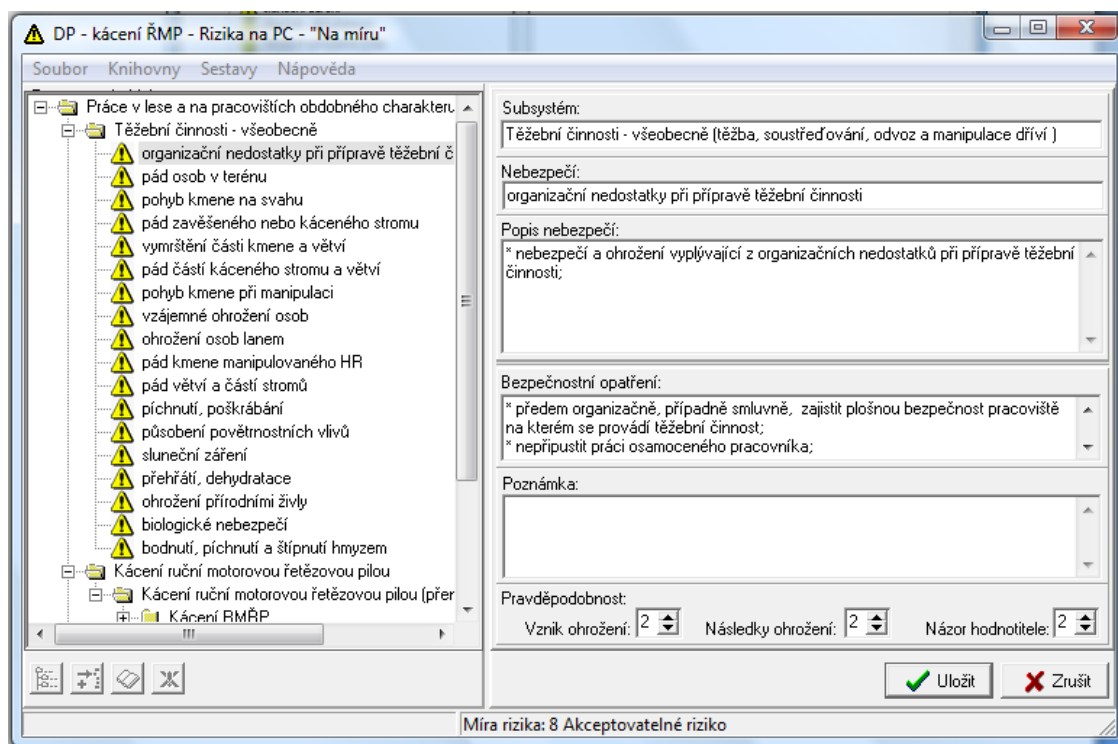 DP - kácení ŘMP - Rizika na PC - "Na míru"
Soubor Knihovny Sestavy Nápověda
Práce v lese a na pracovištích obdobného charakteru
Těžební činnosti - všeobecně
organizační nedostatky při přípravě těžební č
pád osob v terénu
pohyb kmene na svahu
pád zavěšeného nebo káceného stromu
vymrštění části kmene a větví
pád částí káceného stromu a větví
pohyb kmene při manipulaci
vzájemné ohrožení osob
ohrožení osob lanem
pád kmene manipulovaného HR
pád větví a částí stromů
píchnutí, poškrábání
působení povětrnostních vlivů
sluneční záření
přehřátí, dehydratace
ohrožení přírodními živly
biologické nebezpečí
bodnutí, píchnutí a štípnutí hmyzem
Kácení ruční motorovou řetězovou pilou
Kácení ruční motorovou řetězovou pilou (přer
Kácení RMŘP
Subsystém:
Těžební činnosti - všeobecně (těžba, soustřeďování, odvoz a manipulace dříví )
Nebezpečí:
organizační nedostatky při přípravě těžební činnosti
Popis nebezpečí:
* nebezpečí a ohrožení vyplývající z organizačních nedostatků při přípravě těžební
činnosti;
Bezpečnostní opatření:
* předem organizačně, případně smluvně, zajistit plošnou bezpečnost pracoviště
na kterém se provádí těžební činnost;
* nepřipustit práci osamoceného pracovníka;
Poznámka:
Pravděpodobnost:
Vznik ohrožení: 2 Následky ohrožení: 2 Názor hodnotitele: 2
Uložit Zrušit
Míra rizika: 8 Akceptovatelné riziko